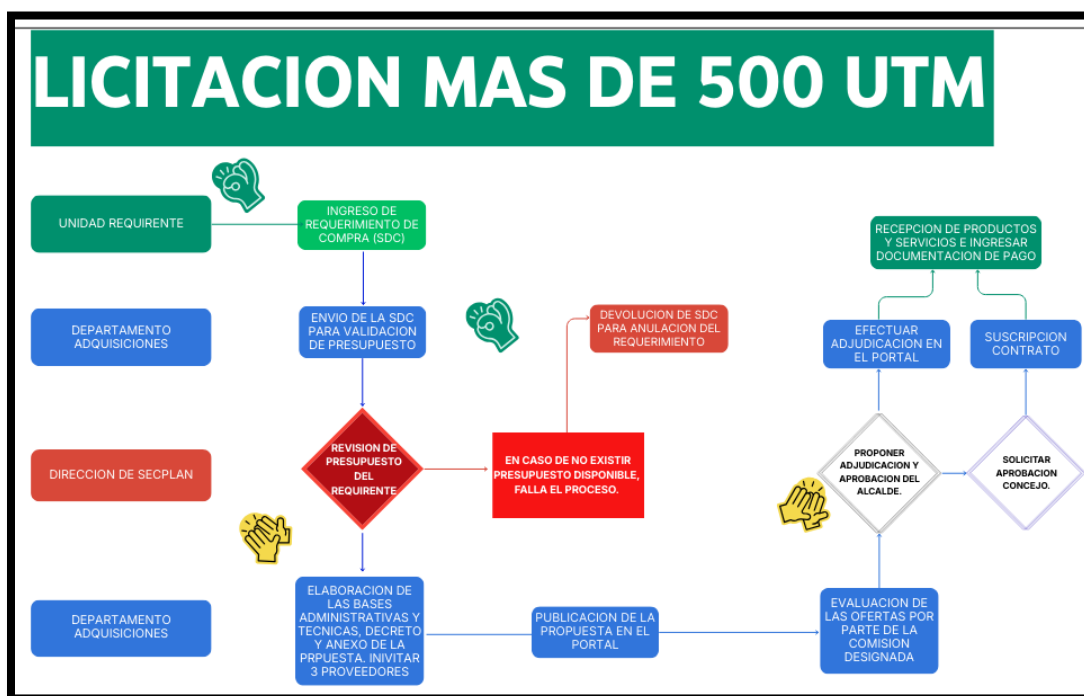 LICITACION MAS DE 500 UTM
UNIDAD REQUIRENTE
INGRESO DE
REQUERIMIENTO DE
COMPRA (SDC)
RECEPCION DE PRODUCTOS
Y SERVICIOS E INGRESAR
DOCUMENTACION DE PAGO
DEPARTAMENTO
ADQUISICIONES
ENVIO DE LA SDC
PARA VALIDACION
DE PRESUPUESTO
DEVOLUCION DE SDC
PARA ANULACION DEL
REQUERIMIENTO
EFECTUAR
ADJUDICACION EN
EL PORTAL
SUSCRIPCION
CONTRATO
DIRECCION DE SECPLAN
REVISION DE
PRESUPUESTO
DEL
REQUIRENTE
EN CASO DE NO EXISTIR
PRESUPUESTO DISPONIBLE,
FALLA EL PROCESO.
PROPONER
ADJUDICACION Y
APROBACION DEL
ALCALDE.
SOLICITAR
APROBACION
CONCEJO.
DEPARTAMENTO
ADQUISICIONES
ELABORACION DE
LAS BASES
ADMINISTRATIVAS Y
TECNICAS, DECRETO
Y ANEXO DE LA
PRPUESTA. INIVITAR
3 PROVEEDORES
PUBLICACION DE LA
PROPUESTA EN EL
PORTAL
EVALUACION DE
LAS OFERTAS POR
PARTE DE LA
COMISION
DESIGNADA